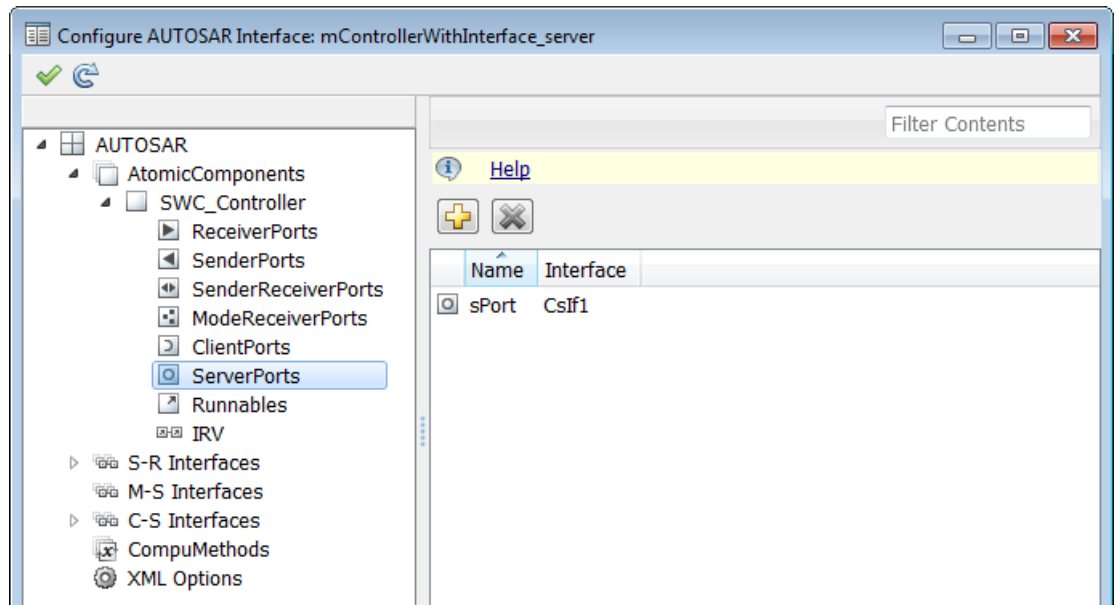 Configure AUTOSAR Interface: mControllerWithInterface_server
Filter Contents
AUTOSAR
AtomicComponents
SWC_Controller
ReceiverPorts
SenderPorts
SenderReceiverPorts
ModeReceiverPorts
ClientPorts
ServerPorts
Runnables
IRV
S-R Interfaces
M-S Interfaces
C-S Interfaces
CompuMethods
XML Options
Help
Name Interface
sPort CsIf1